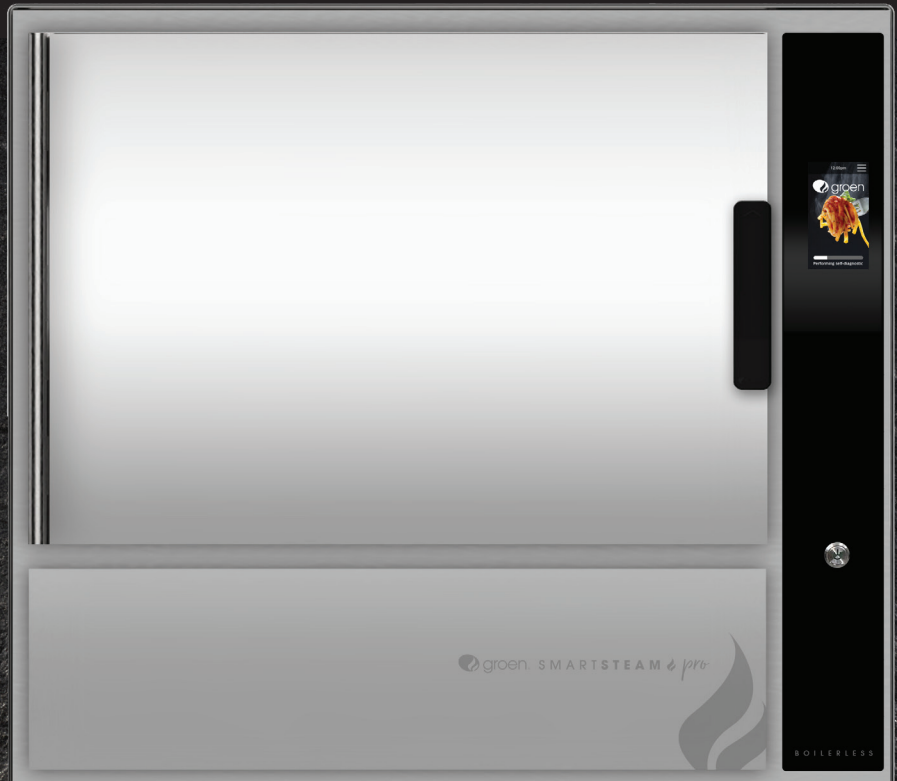 12:00pm
groen
Performing self-diagnostic
groen. SMARTSTEAM pro
BOILERLESS